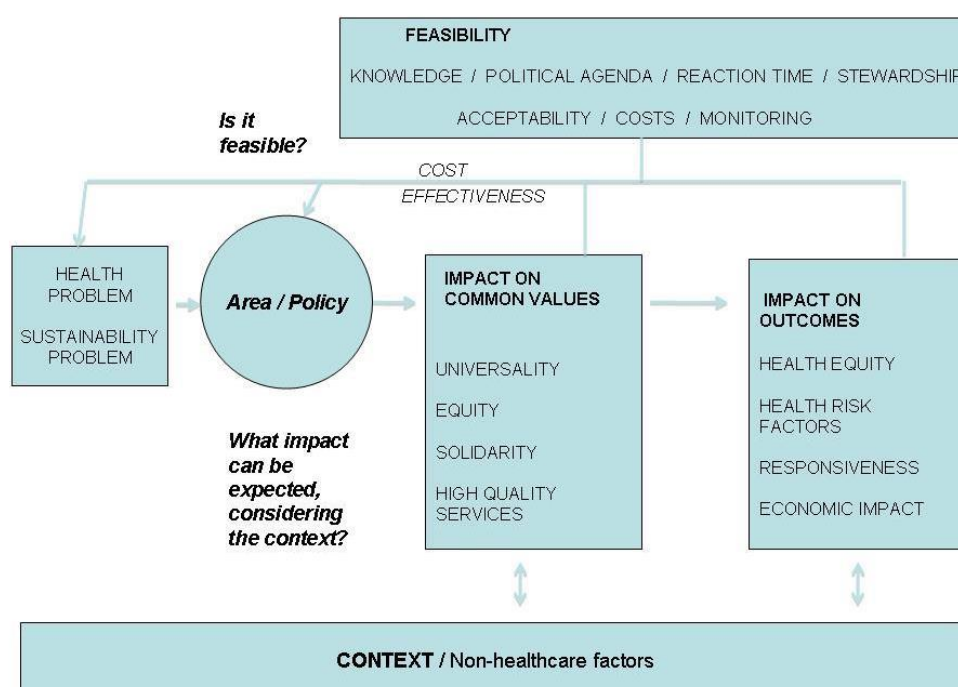 FEASIBILITY
KNOWLEDGE / POLITICAL AGENDA / REACTION TIME / STEWARDSHIP
ACCEPTABILITY / COSTS / MONITORING
Is it
feasible?
COST
EFFECTIVENESS
HEALTH
PROBLEM
SUSTAINABILITY
PROBLEM
Area / Policy
IMPACT ON
COMMON VALUES
UNIVERSALITY
EQUITY
SOLIDARITY
HIGH QUALITY
SERVICES
IMPACT ON
OUTCOMES
HEALTH EQUITY
HEALTH RISK
FACTORS
RESPONSIVENESS
ECONOMIC IMPACT
What impact
can be
expected,
considering
the context?
CONTEXT / Non-healthcare factors